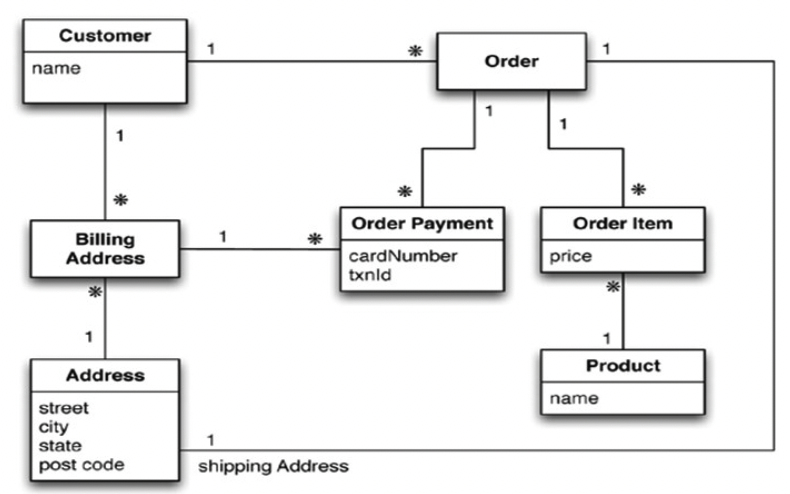 Customer
name
1
*
Order
1
1
*
1
*
1
*
Billing
Address
1
*
Order Payment
cardNumber
txnId
Order Item
price
*
1
*
1
Product
name
Address
street
city
state
post code
1
shipping Address